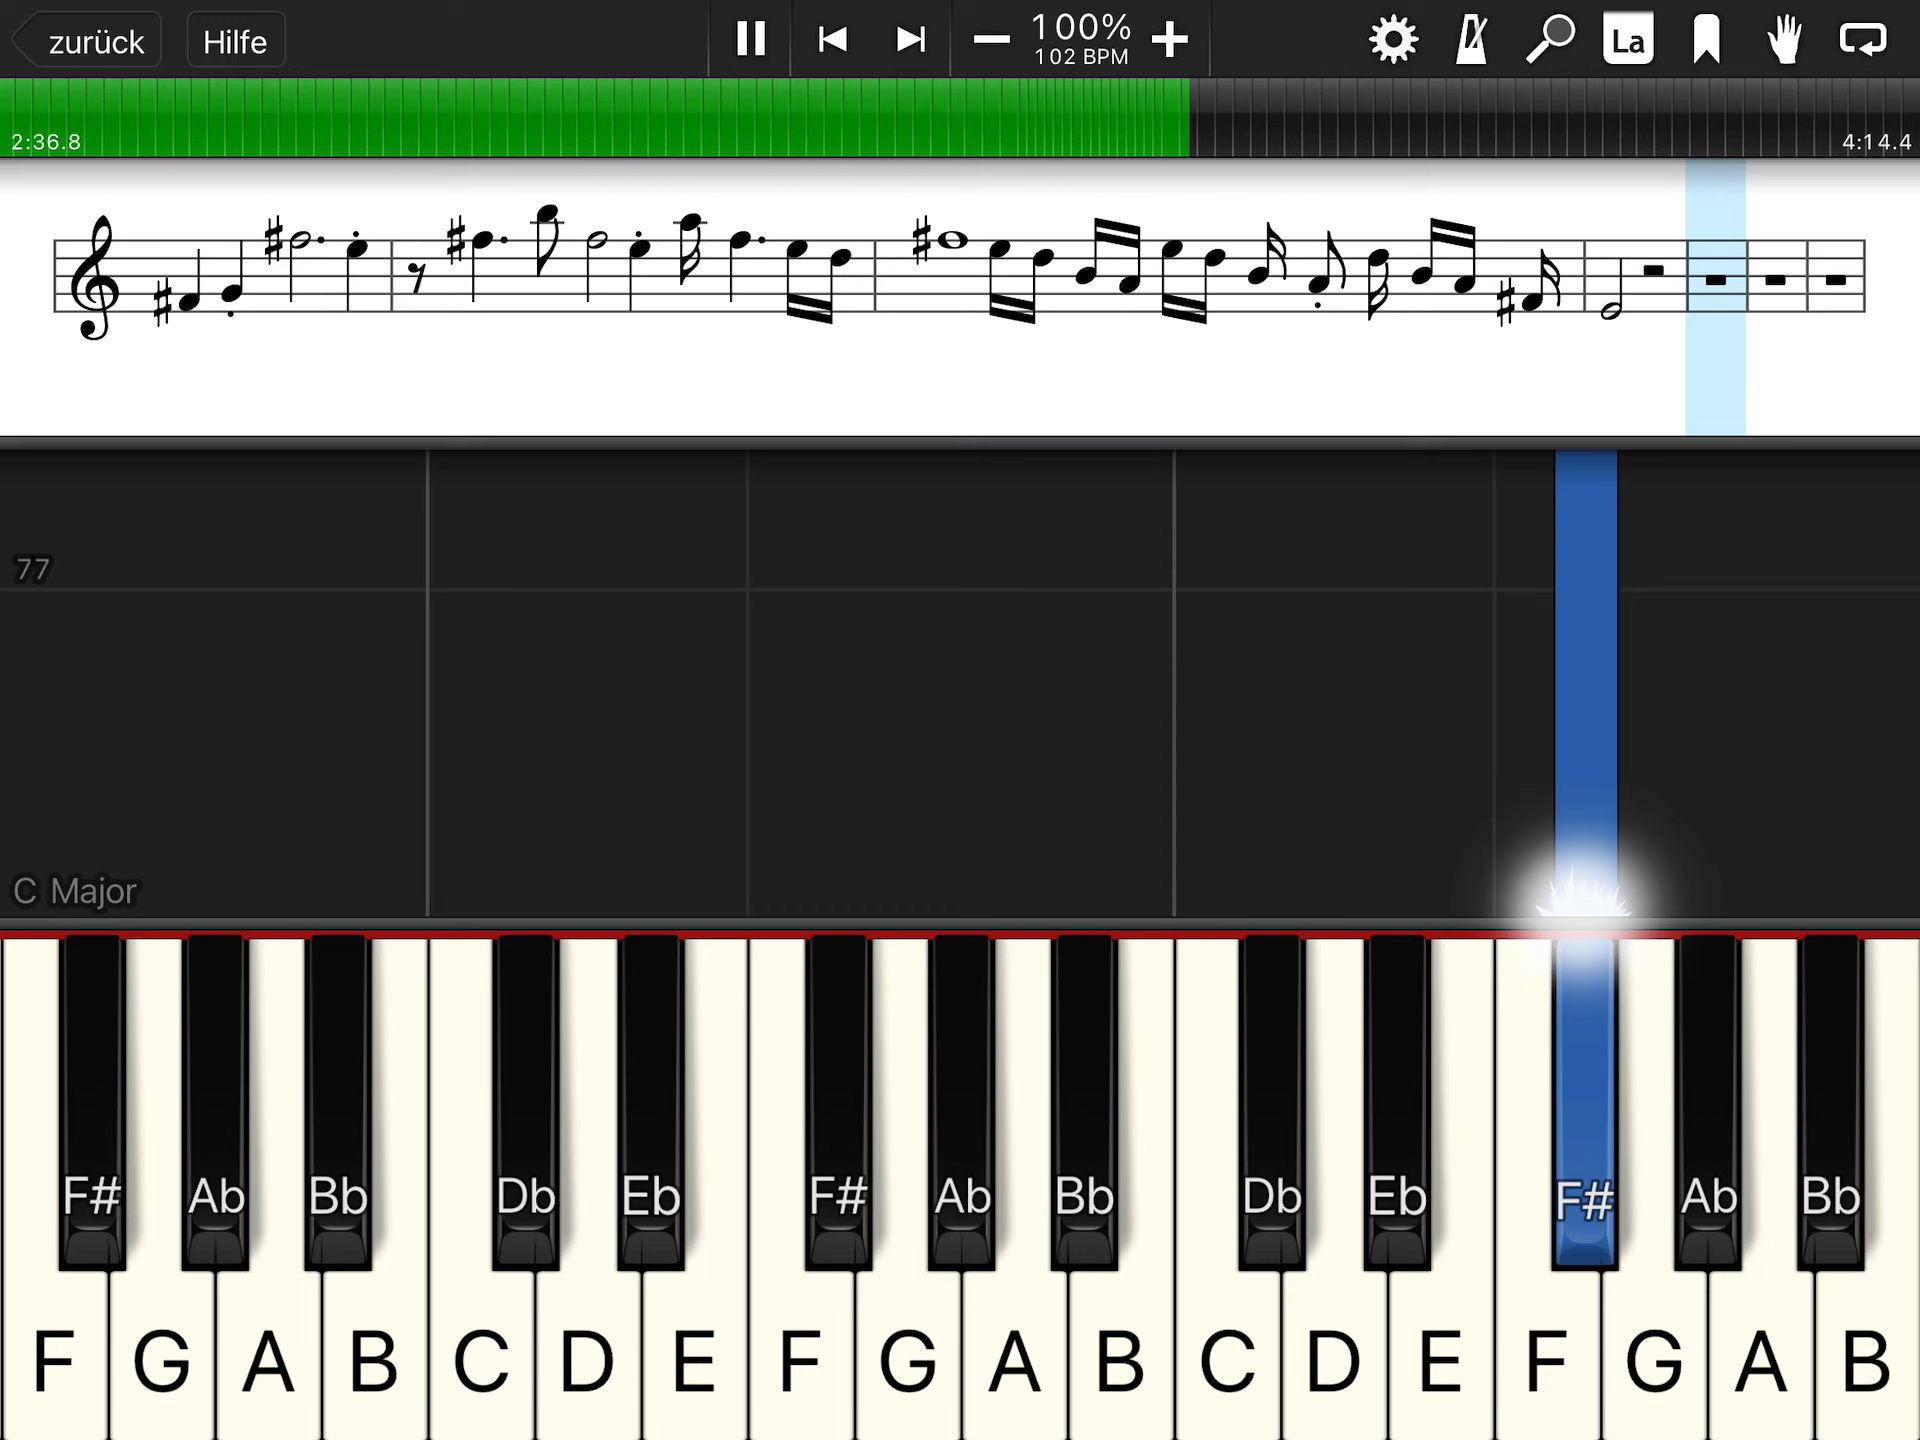 zurück Hilfe 100% La
102 BPM
2:36.8 4:14.4
77
C Major
F# Ab Bb Db Eb F# Ab Bb Db Eb F# Ab Bb
F G A B C D E F G A B C D E F G A B